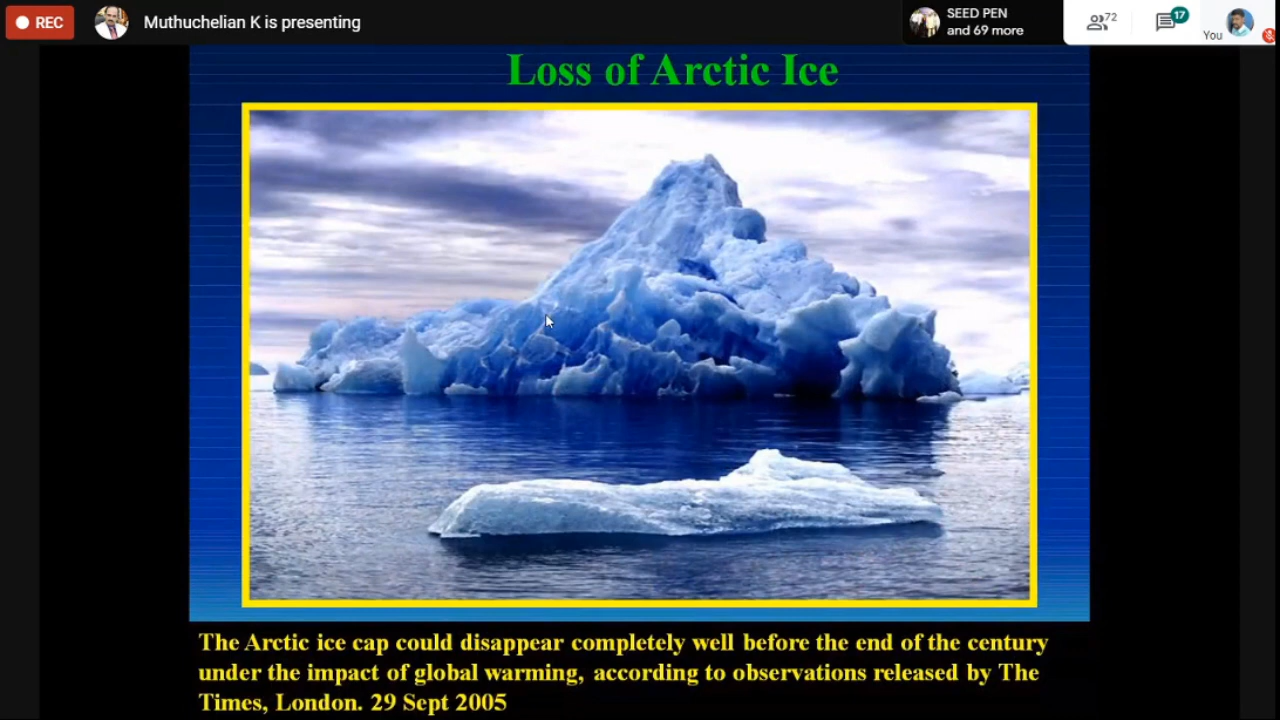 REC
Muthuchelian K is presenting
SEED PEN
and 69 more
72
17
You
Loss of Arctic Ice
The Arctic ice cap could disappear completely well before the end of the century
under the impact of global warming, according to observations released by The
Times, London. 29 Sept 2005